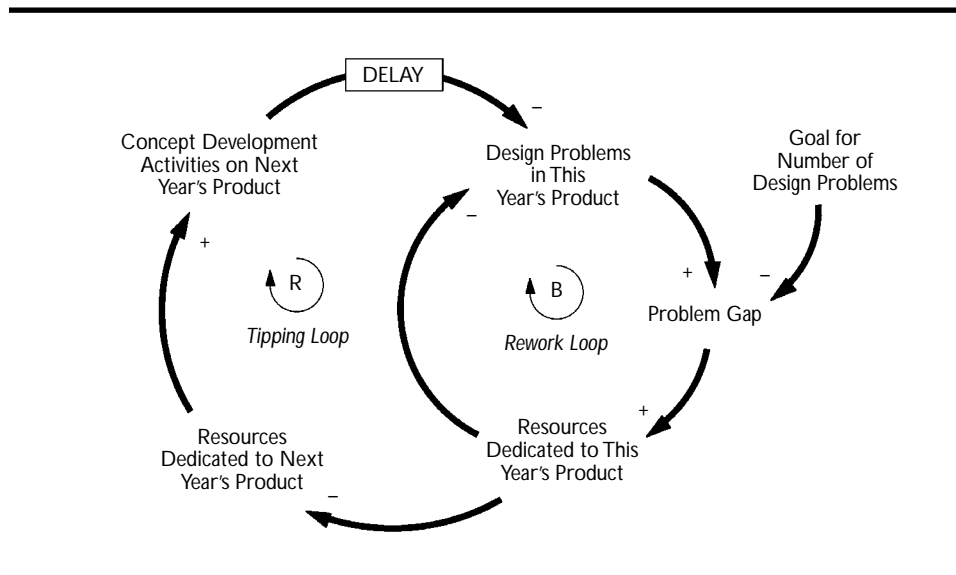 DELAY
–
Concept Development
Activities on Next
Year's Product
Design Problems
in This
Year's Product
Goal for
Number of
Design Problems
–
+
+
–
R
B
Tipping Loop
Rework Loop
Problem Gap
+
Resources
Dedicated to Next
Year's Product
Resources
Dedicated to This
Year's Product
–